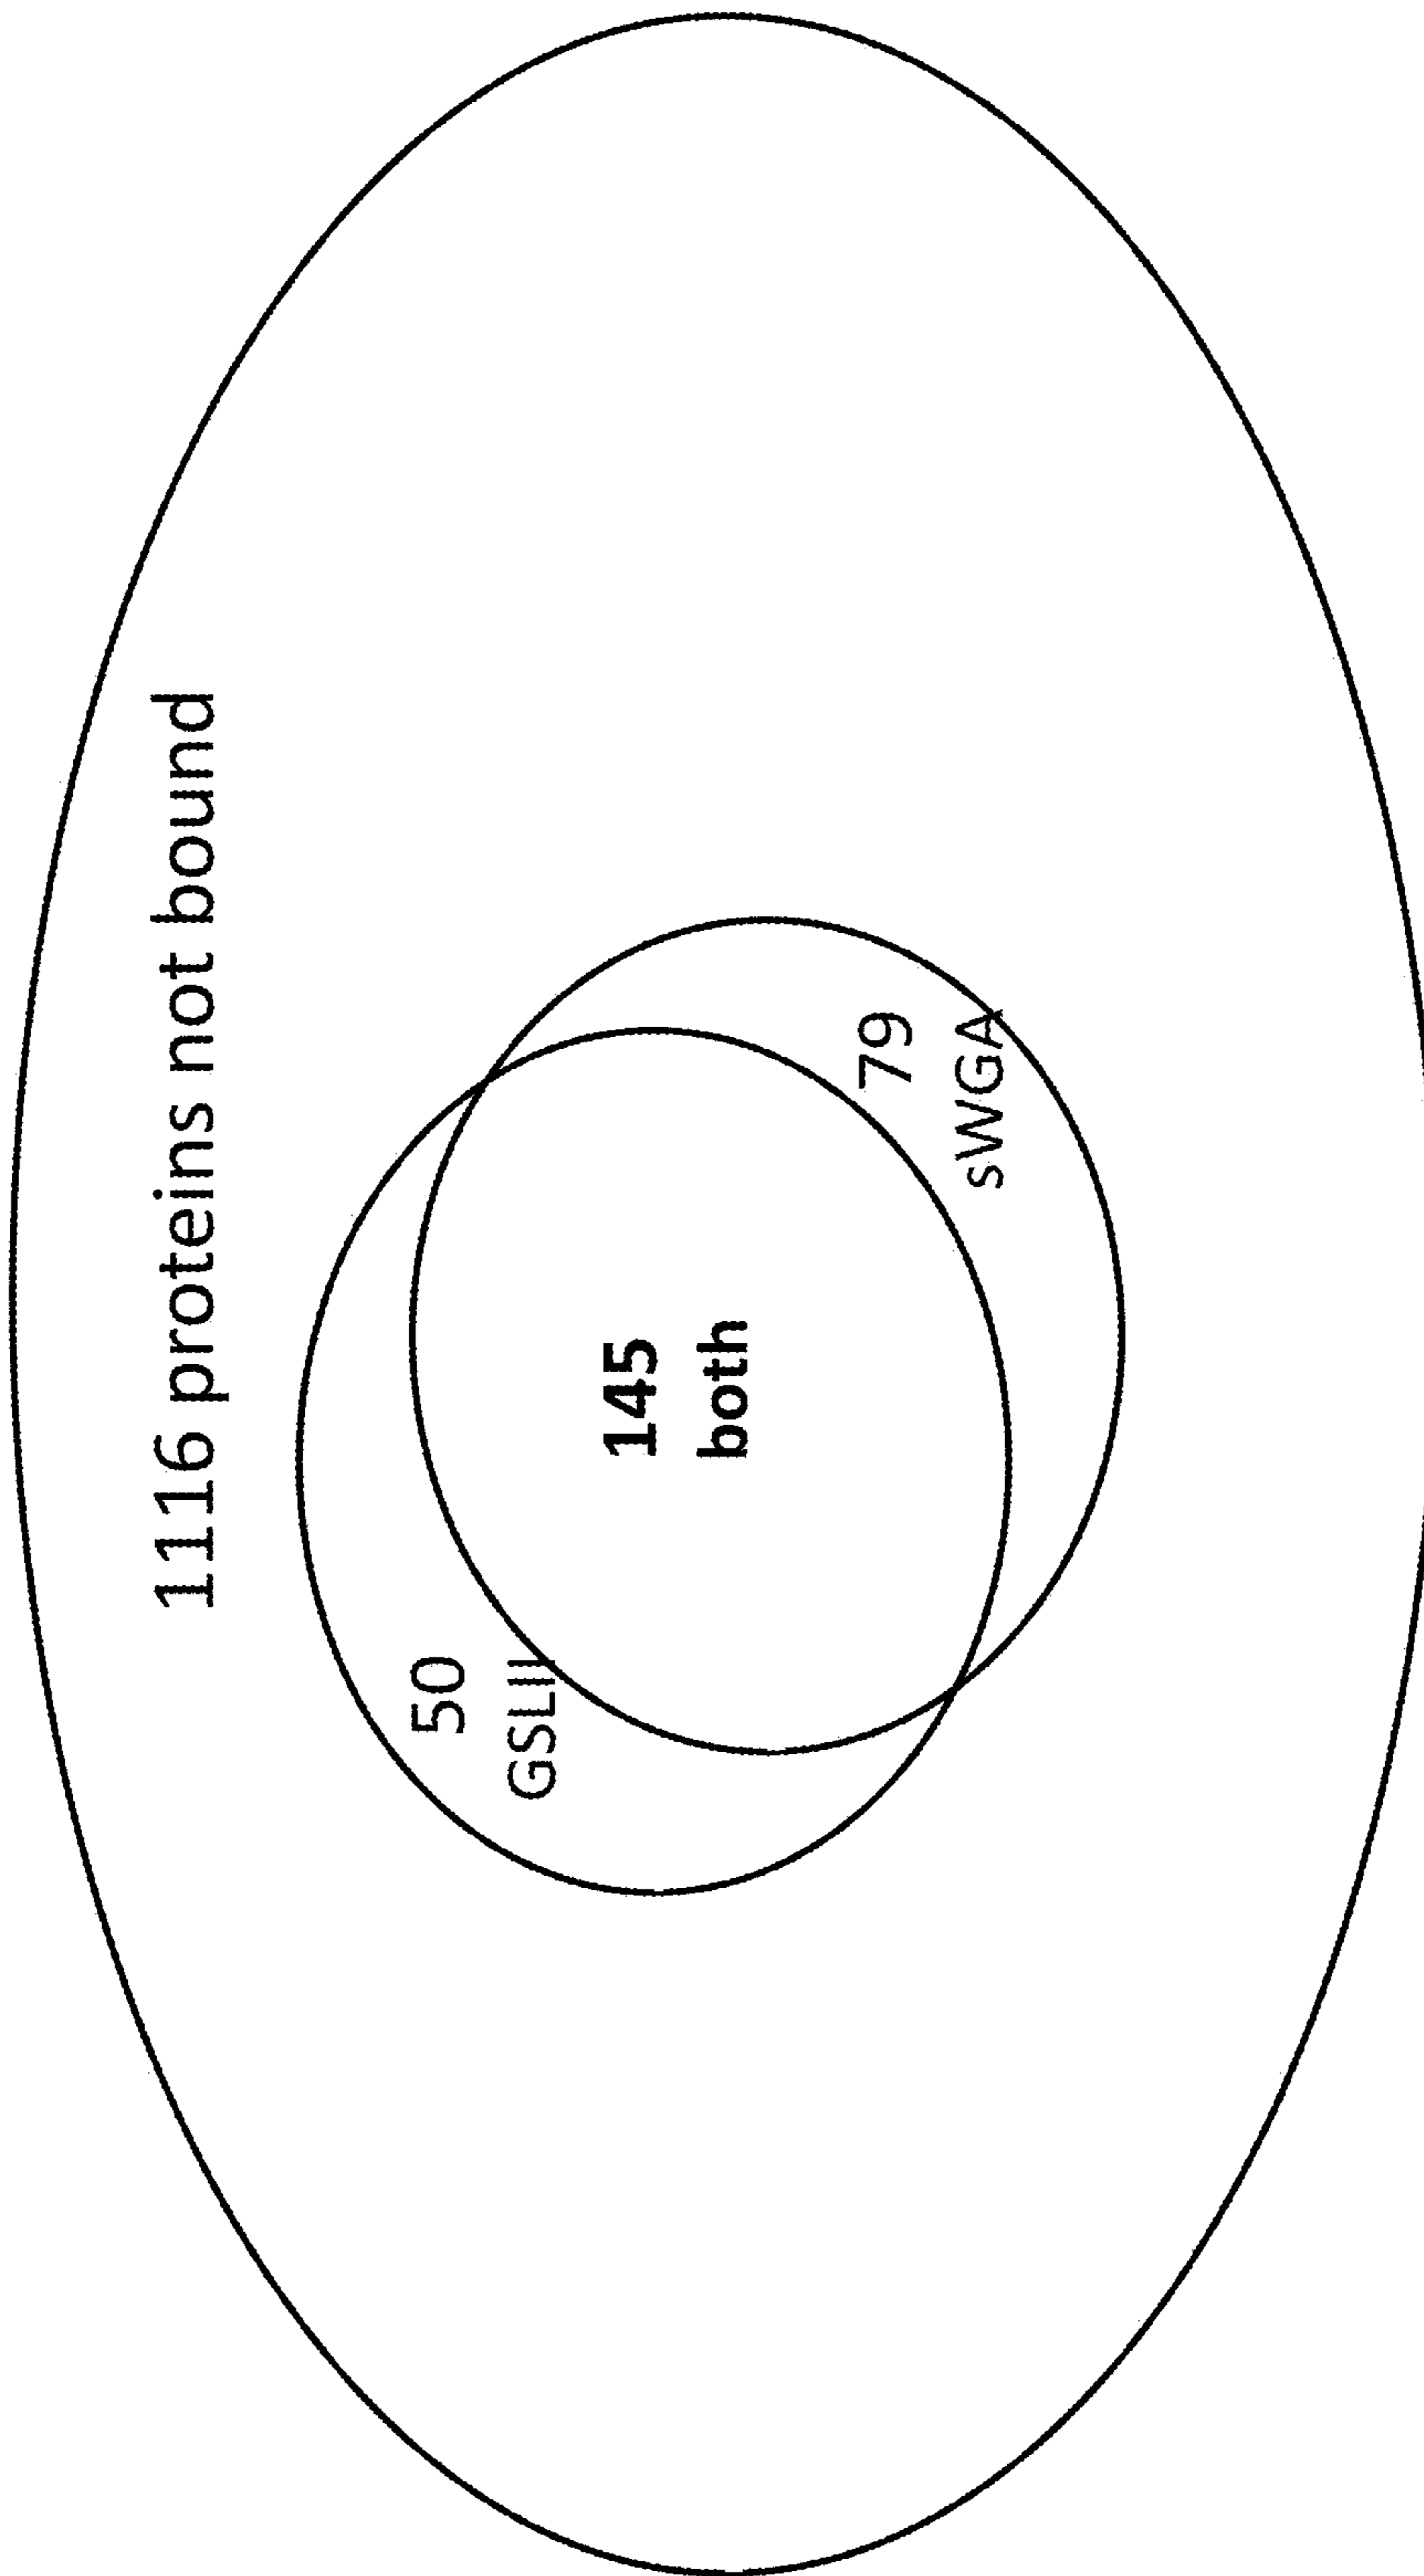 1116 proteins not bound
50
GSLII
145
both
79
sWGA